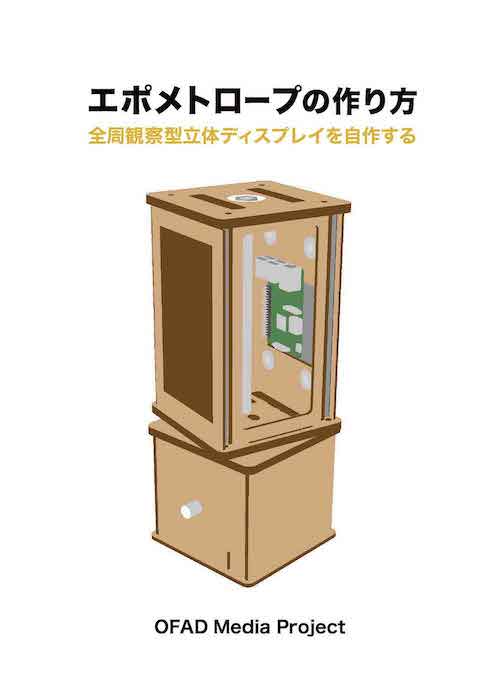 エポメトロープの作り方
全周観察型立体ディスプレイを自作する
OFAD Media Project